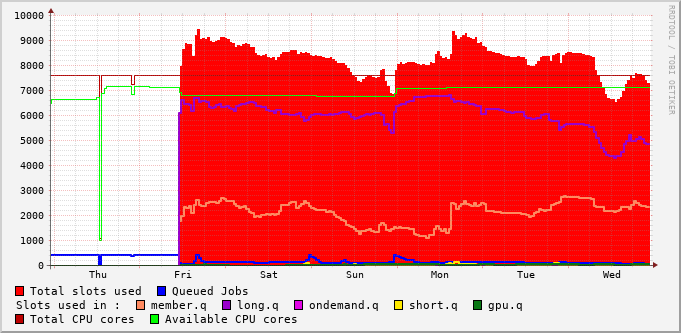 RRDTOOL / TOBI OETIKER
10000
9000
8000
7000
6000
5000
4000
3000
2000
1000
0
Thu Fri Sat Sun Mon Tue Wed
Total slots used Queued Jobs
Slots used in : member.q long.q ondemand.q short.q gpu.q
Total CPU cores Available CPU cores